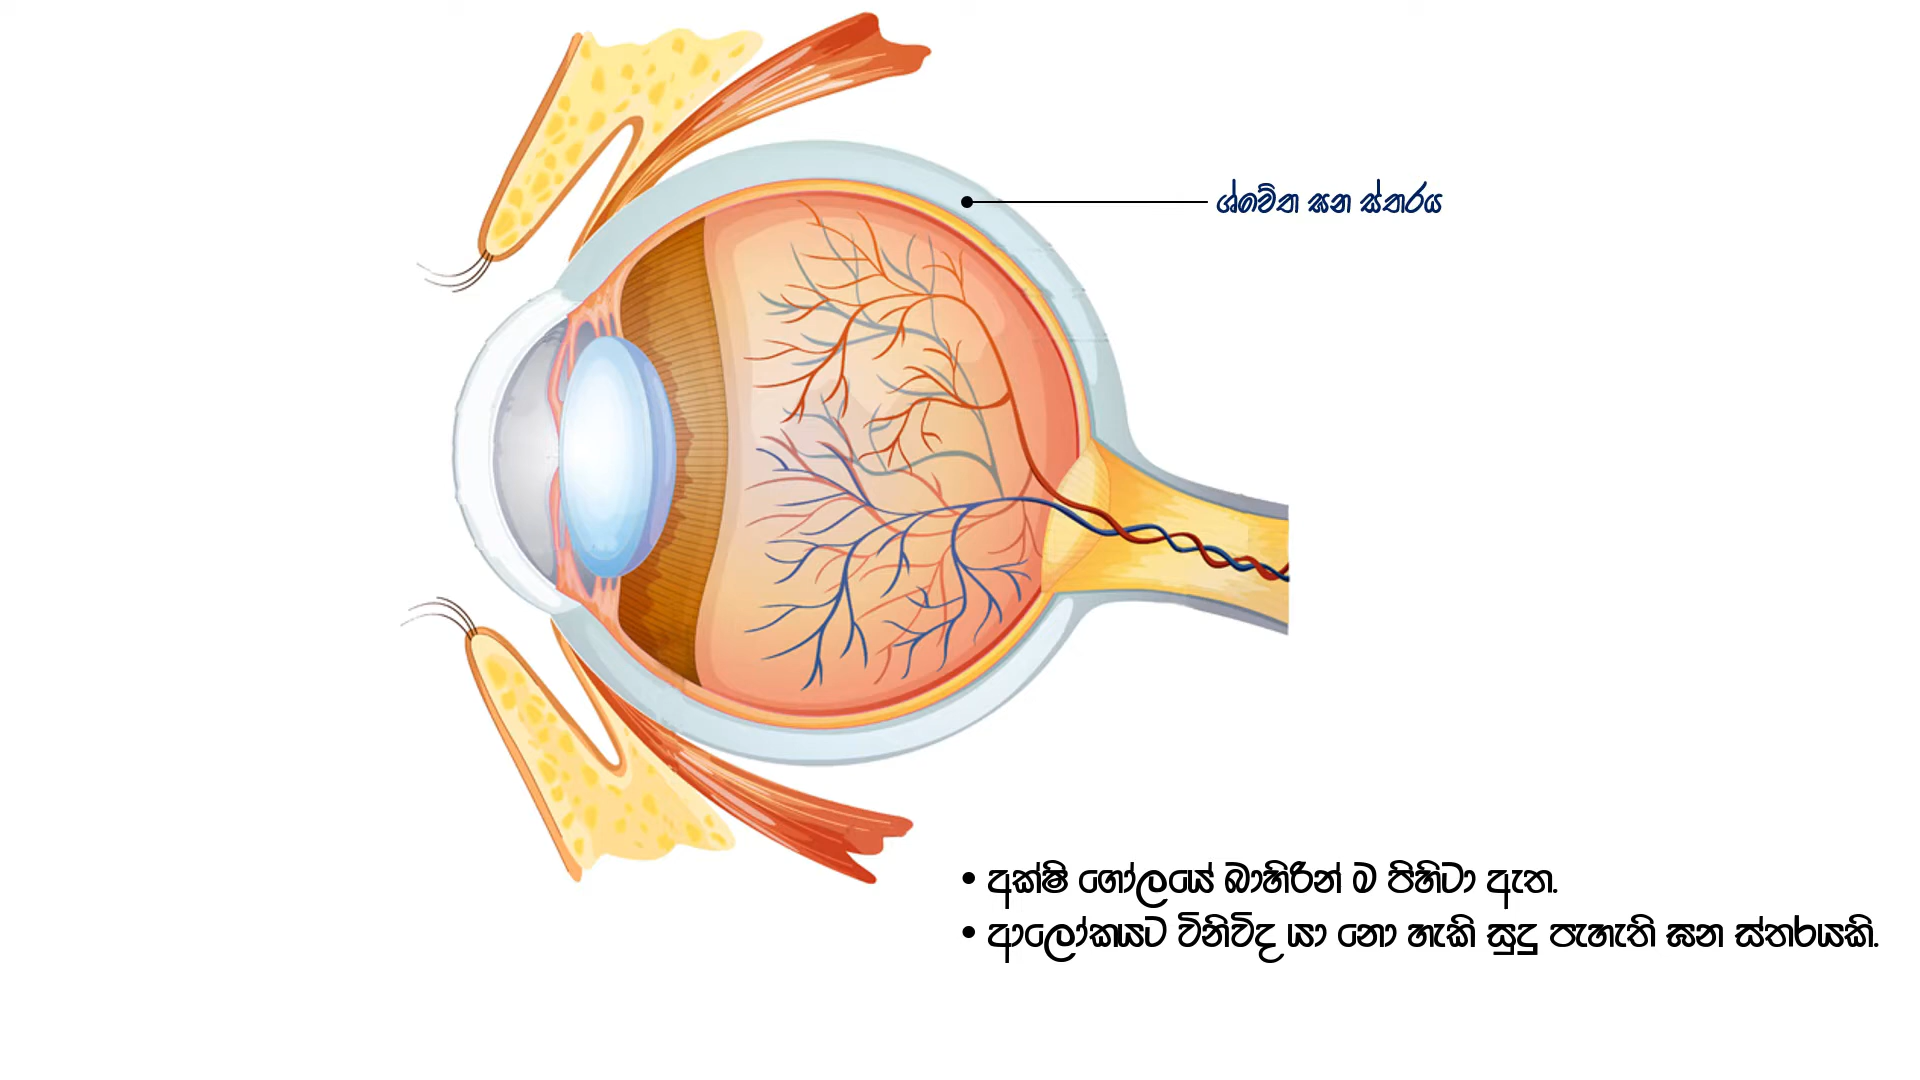 ශ්වේත ඝන ස්තරය
• අක්ෂි ගෝලයේ බාහිරින් ම පිහිටා ඇත.
• ආලෝකයට විනිවිද යා නො හැකි සුදු පැහැති ඝන ස්තරයකි.